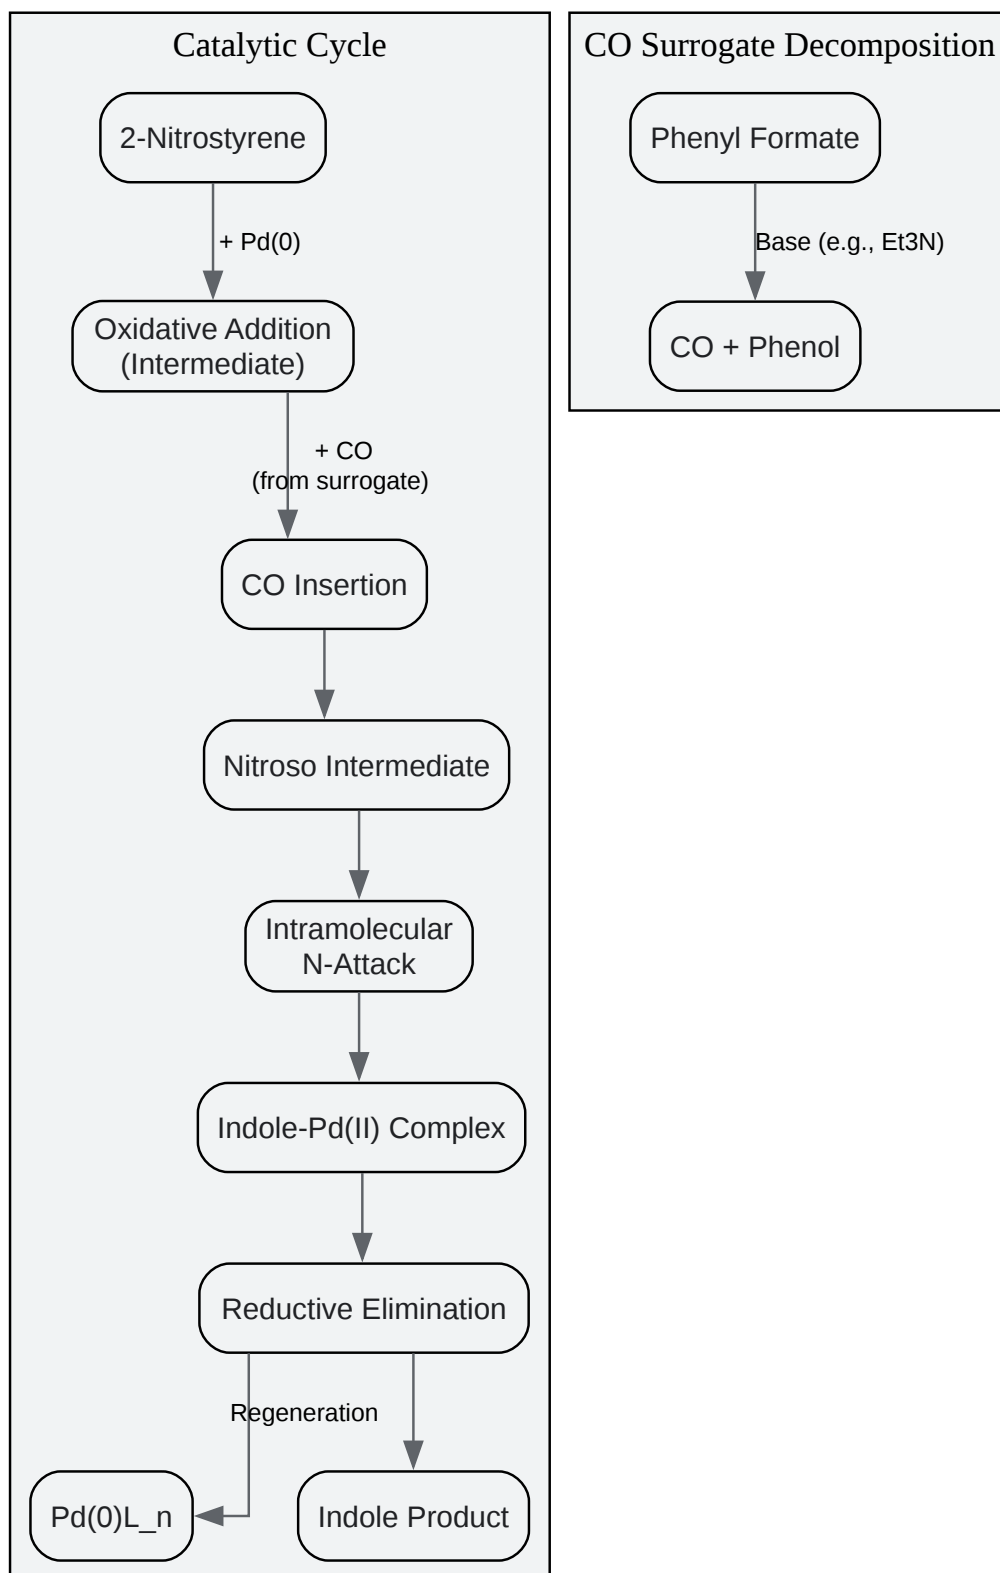 Catalytic Cycle
2-Nitrostyrene
+ Pd(0)
Oxidative Addition
(Intermediate)
+ CO
(from surrogate)
CO Insertion
Nitroso Intermediate
Intramolecular
N-Attack
Indole-Pd(II) Complex
Reductive Elimination
Regeneration
Pd(0)L_n
Indole Product
CO Surrogate Decomposition
Phenyl Formate
Base (e.g., Et3N)
CO + Phenol